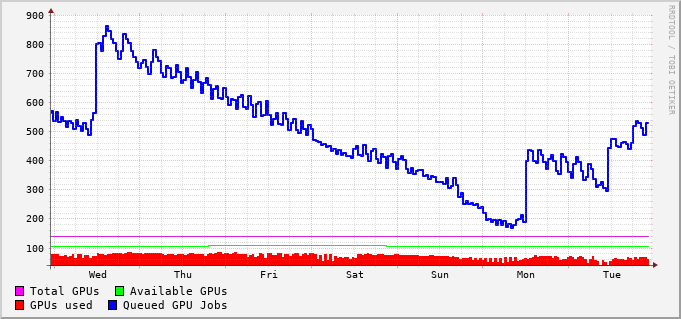 900
800
700
600
500
400
300
200
100
Wed Thu Fri Sat Sun Mon Tue
Total GPUs Available GPUs
GPUs used Queued GPU Jobs
RRDTOOL / TOBI OETIKER